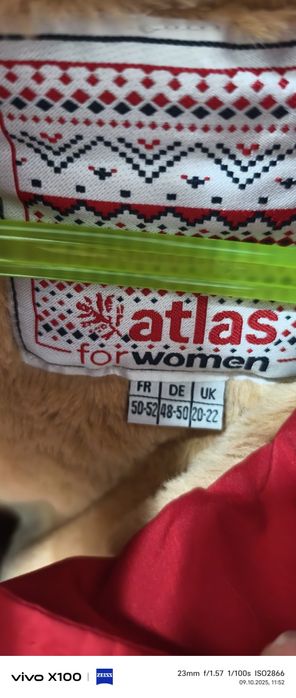 atlas
for women
FR DE UK
50-52 48-50 20-22
vivo X100 ZEISS 23mm f/1.57 1/100s ISO2866
09.10.2025, 11:52